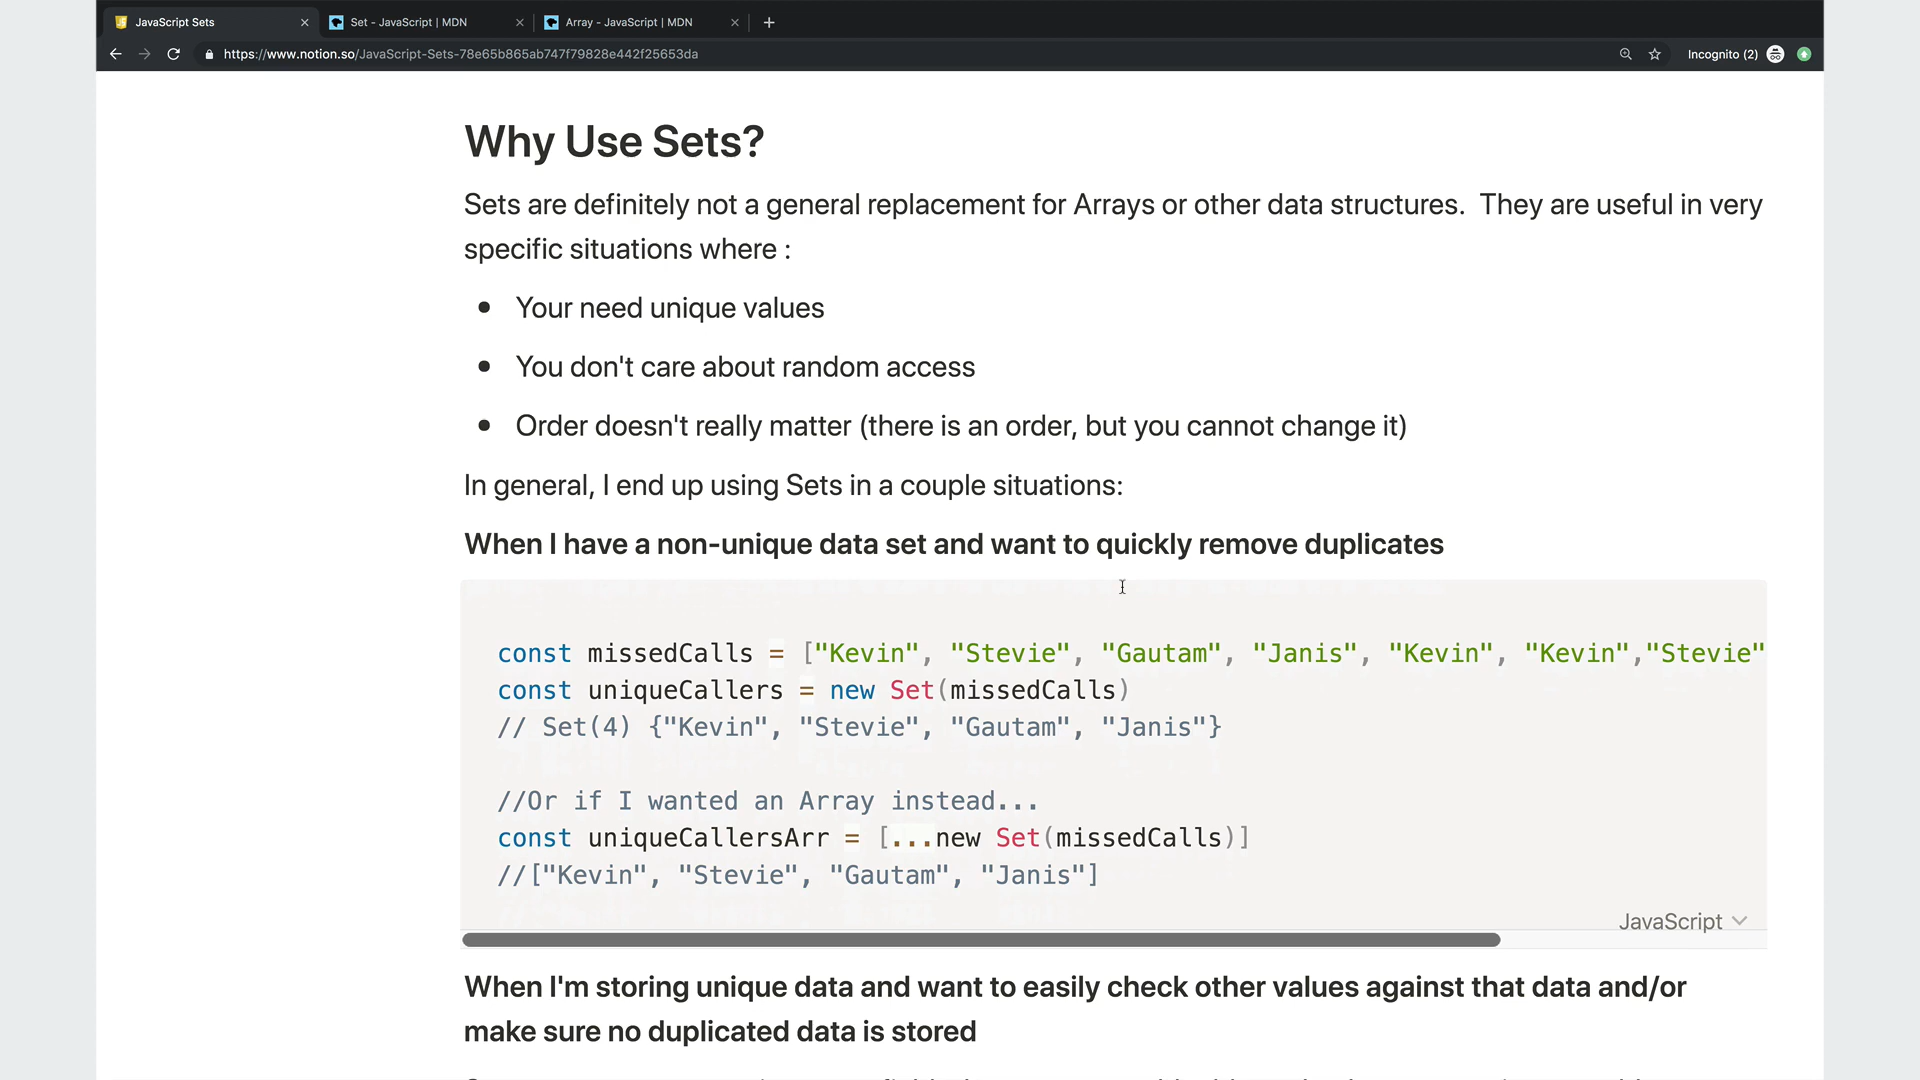 JavaScript Sets
Set - JavaScript | MDN
Array - JavaScript | MDN
https://www.notion.so/JavaScript-Sets-78e65b865ab747f79828e442f25653da
Incognito (2)
Why Use Sets?
Sets are definitely not a general replacement for Arrays or other data structures.  They are useful in very
specific situations where :
• Your need unique values
• You don't care about random access
• Order doesn't really matter (there is an order, but you cannot change it)
In general, I end up using Sets in a couple situations:
When I have a non-unique data set and want to quickly remove duplicates
const missedCalls = ["Kevin", "Stevie", "Gautam", "Janis", "Kevin", "Kevin","Stevie"
const uniqueCallers = new Set(missedCalls)
// Set(4) {"Kevin", "Stevie", "Gautam", "Janis"}
//Or if I wanted an Array instead...
const uniqueCallersArr = [...new Set(missedCalls)]
//["Kevin", "Stevie", "Gautam", "Janis"]
JavaScript
When I'm storing unique data and want to easily check other values against that data and/or
make sure no duplicated data is stored